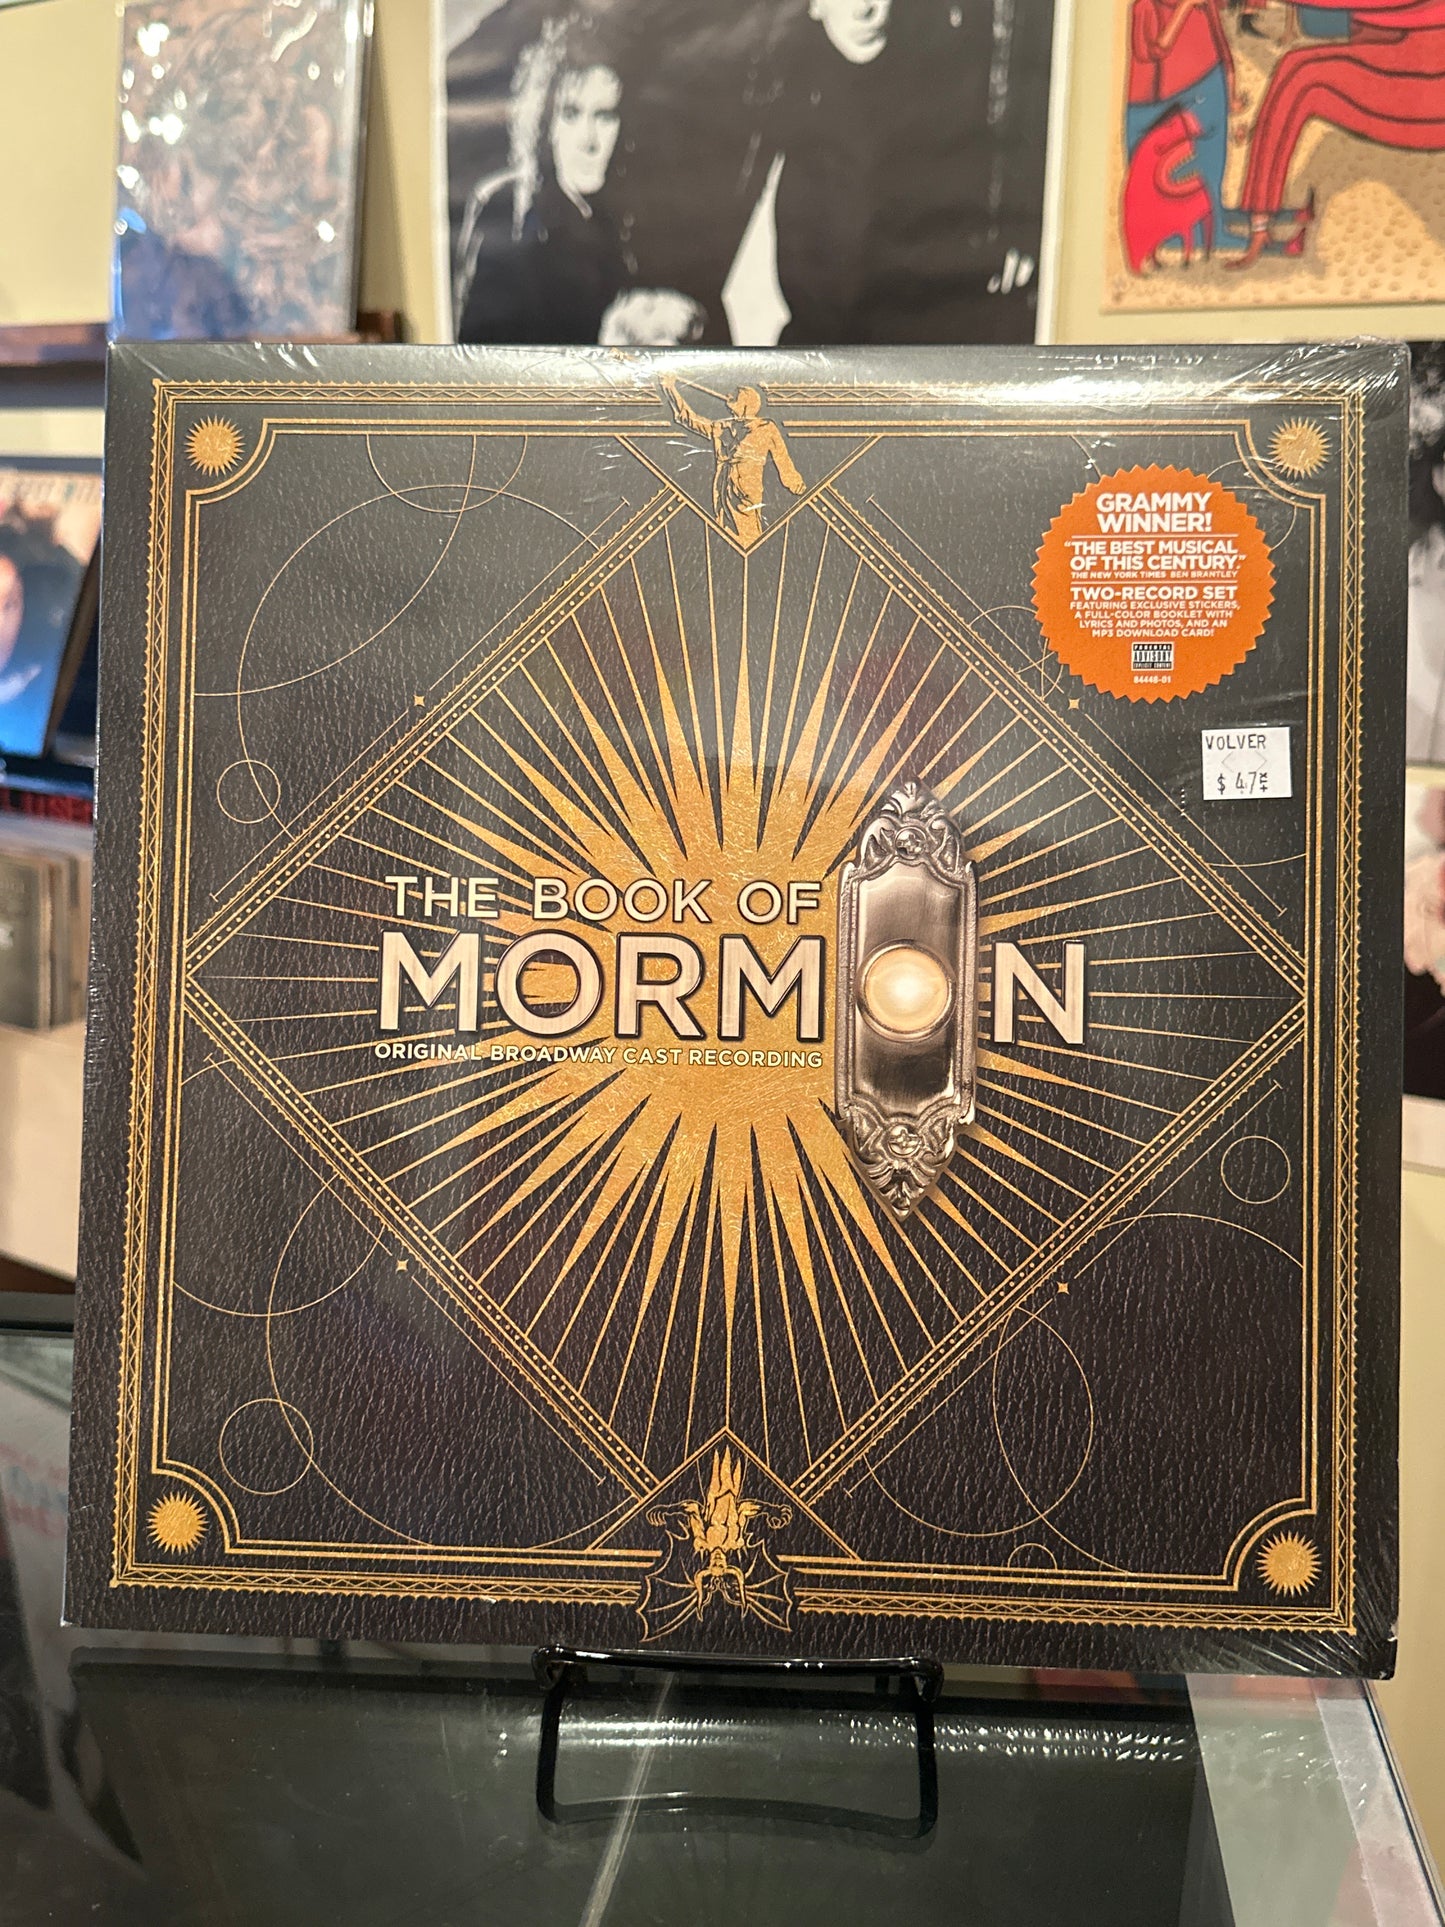 GRAMMY
WINNER!
"THE BEST MUSICAL
OF THIS CENTURY."
THE NEW YORK TIMES BEN BRANTLEY
TWO-RECORD SET
FEATURING EXCLUSIVE STICKERS,
A FULL-COLOR BOOKLET WITH
LYRICS AND PHOTOS, AND AN
MP3 DOWNLOAD CARD!
PARENTAL
ADVISORY
EXPLICIT CONTENT
84448-01
VOLVER
$ 47
THE BOOK OF
MORMON
ORIGINAL BROADWAY CAST RECORDING